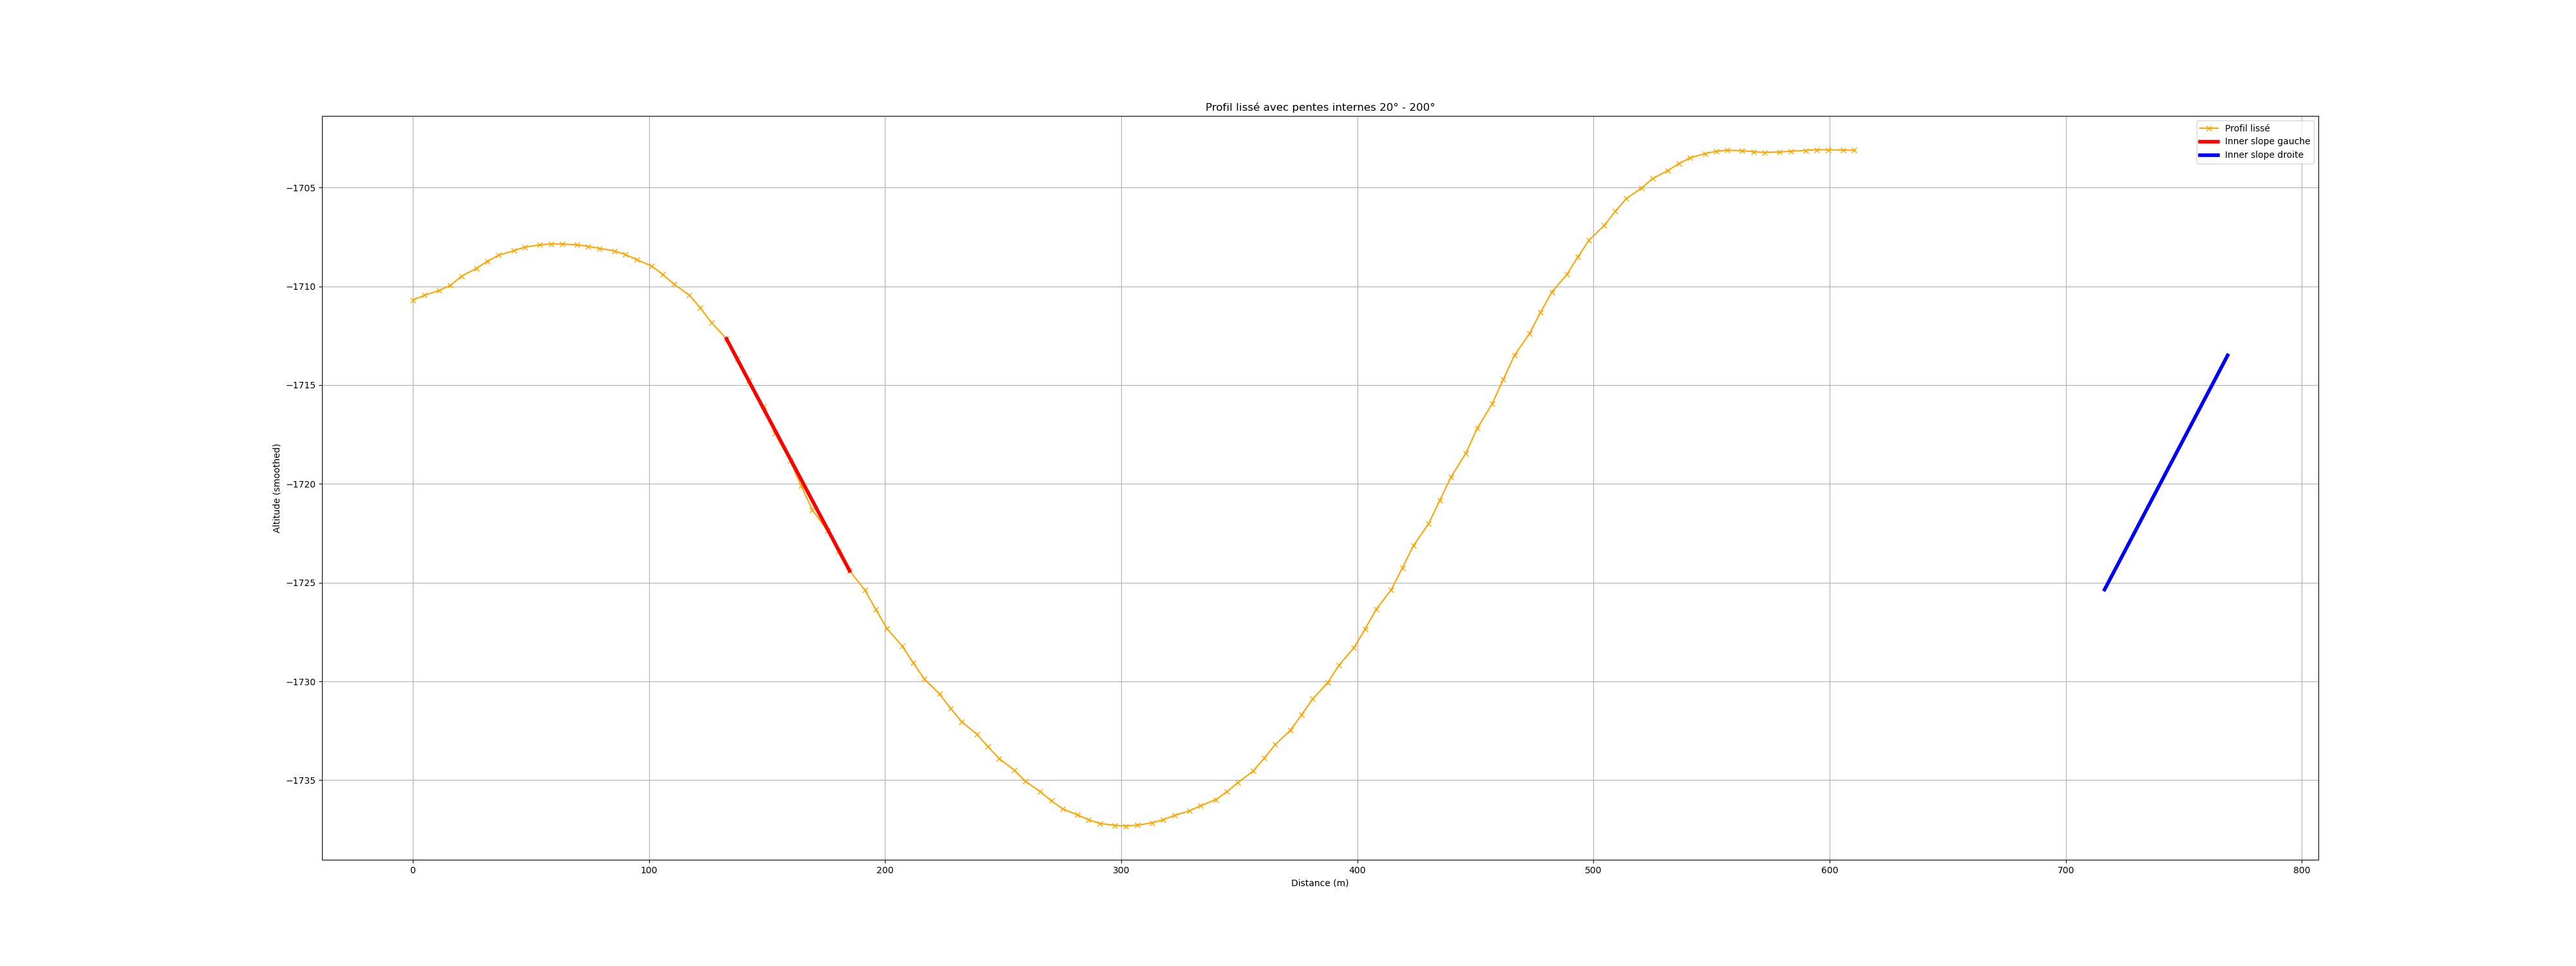 Profil lissé avec pentes internes 20° - 200°
Profil lissé
Inner slope gauche
Inner slope droite
Altitude (smoothed)
−1705
−1710
−1715
−1720
−1725
−1730
−1735
0 100 200 300 400 500 600 700 800
Distance (m)